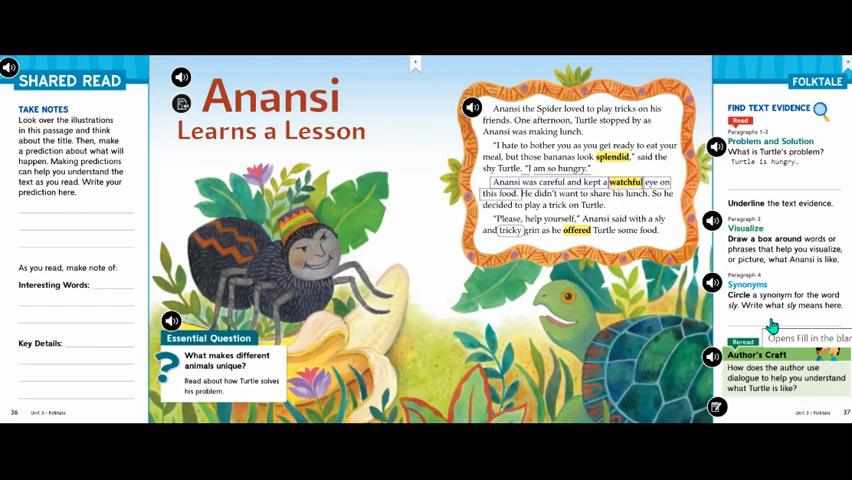 SHARED READ
TAKE NOTES
Look over the illustrations
in this passage and think
about the title. Then, make
a prediction about what will
happen. Making predictions
can help you understand the
text as you read. Write your
prediction here.
As you read, make note of:
Interesting Words:
Key Details:
36
Unit 3 • Folktale
Anansi
Learns a Lesson
Essential Question
?
What makes different
animals unique?
Read about how Turtle solves
his problem.
Anansi the Spider loved to play tricks on his
friends. One afternoon, Turtle stopped by as
Anansi was making lunch.
"I hate to bother you as you get ready to eat your
meal, but those bananas look splendid," said the
shy Turtle. "I am so hungry."
Anansi was careful and kept a watchful eye on
this food. He didn't want to share his lunch. So he
decided to play a trick on Turtle.
"Please, help yourself," Anansi said with a sly
and tricky grin as he offered Turtle some food.
FOLKTALE
FIND TEXT EVIDENCE
Read
Paragraphs 1-2
Problem and Solution
What is Turtle's problem?
Turtle is hungry.
Underline the text evidence.
Paragraph 3
Visualize
Draw a box around words or
phrases that help you visualize,
or picture, what Anansi is like.
Paragraph 4
Synonyms
Circle a synonym for the word
sly. Write what sly means here.
Opens Fill in the blan
Reread
Author's Craft
How does the author use
dialogue to help you understand
what Turtle is like?
Unit 3 • Folktale
37